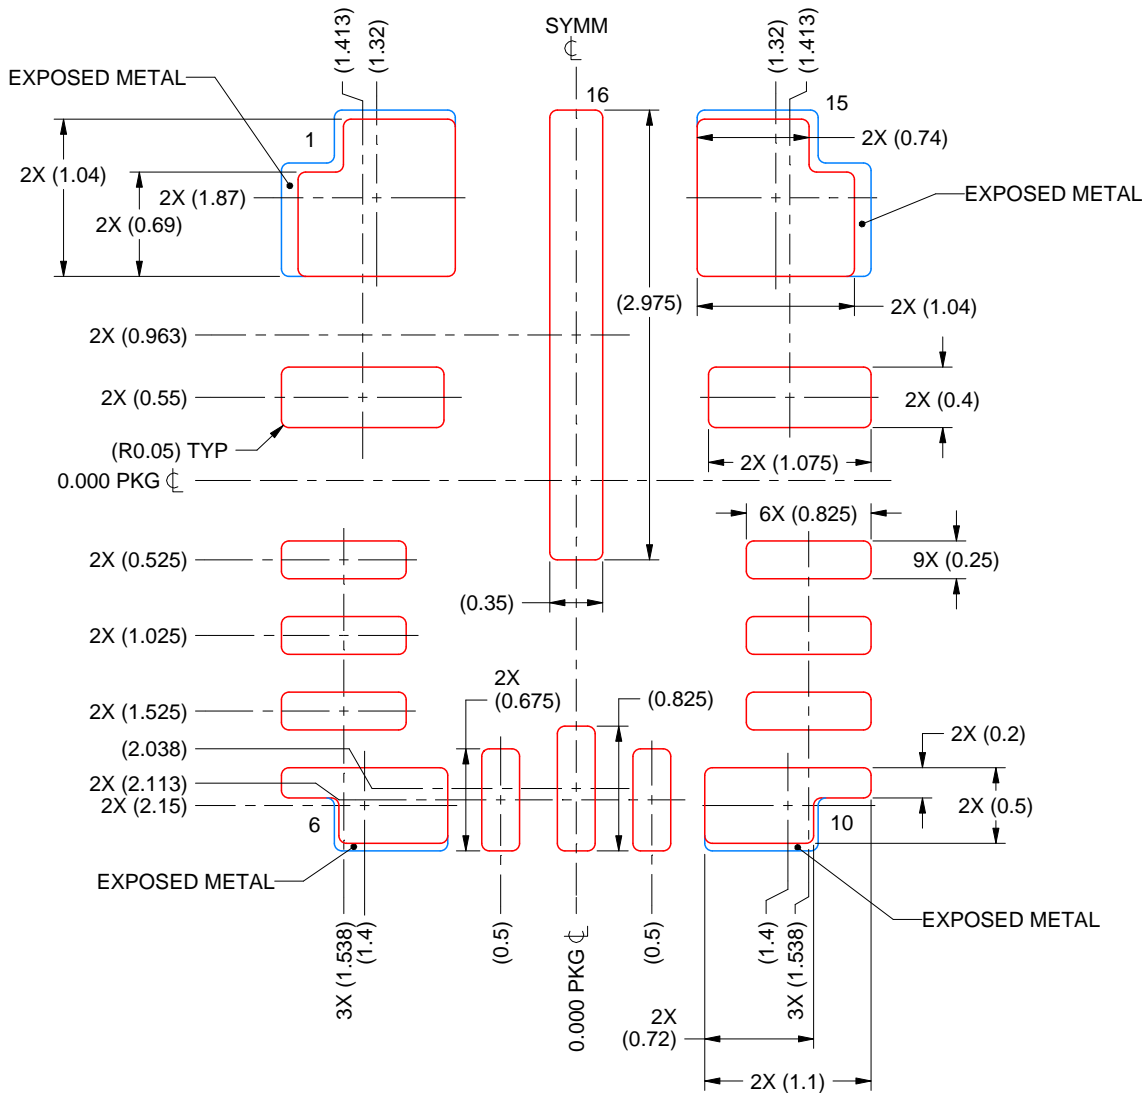 (1.413)
(1.32)
SYMM
℄
(1.32)
(1.413)
EXPOSED METAL
16
15
1
2X (0.74)
2X (1.04)
2X (1.87)
EXPOSED METAL
2X (0.69)
(2.975)
2X (1.04)
2X (0.963)
2X (0.55)
2X (0.4)
(R0.05) TYP
2X (1.075)
0.000 PKG ℄
6X (0.825)
2X (0.525)
9X (0.25)
(0.35)
2X (1.025)
2X
(0.675)
(0.825)
2X (1.525)
2X (0.2)
(2.038)
2X (2.113)
2X (2.15)
2X (0.5)
6
10
EXPOSED METAL
EXPOSED METAL
3X (1.538)
(1.4)
(0.5)
0.000 PKG ℄
(0.5)
(1.4)
3X (1.538)
2X
(0.72)
2X (1.1)